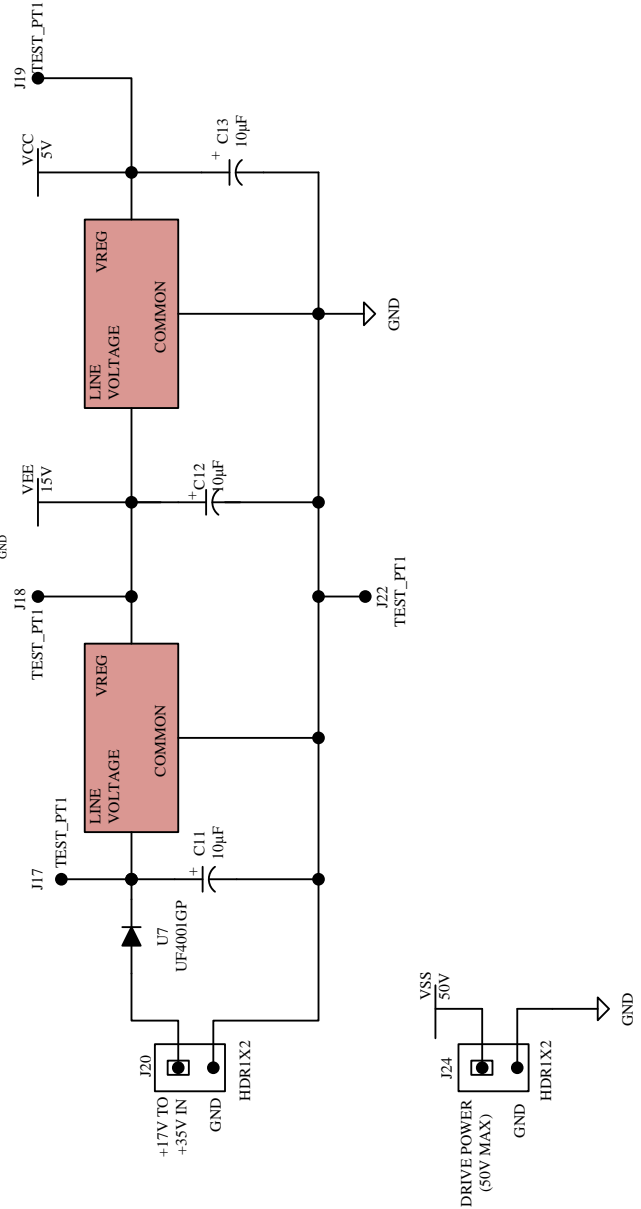 J19
TEST_PT1
VCC
5V
+
C13
10µF
VREG
LINE
VOLTAGE
COMMON
GND
VEE
15V
+
C12
10µF
GND
J18
TEST_PT1
J22
TEST_PT1
VREG
LINE
VOLTAGE
COMMON
J17
TEST_PT1
+
C11
10µF
U7
UF4001GP
J20
+17V TO
+35V IN
GND
HDR1X2
VSS
50V
J24
DRIVE POWER
(50V MAX)
GND
HDR1X2
GND